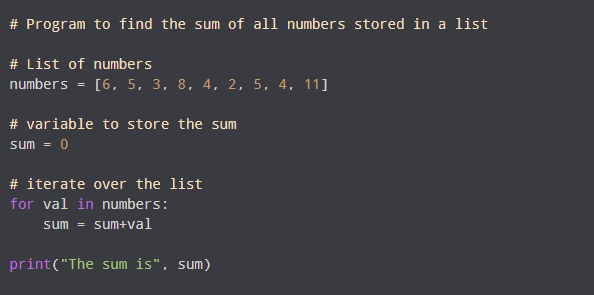 # Program to find the sum of all numbers stored in a list
# List of numbers
numbers = [6, 5, 3, 8, 4, 2, 5, 4, 11]
# variable to store the sum
sum = 0
# iterate over the list
for val in numbers:
    sum = sum+val
print("The sum is", sum)